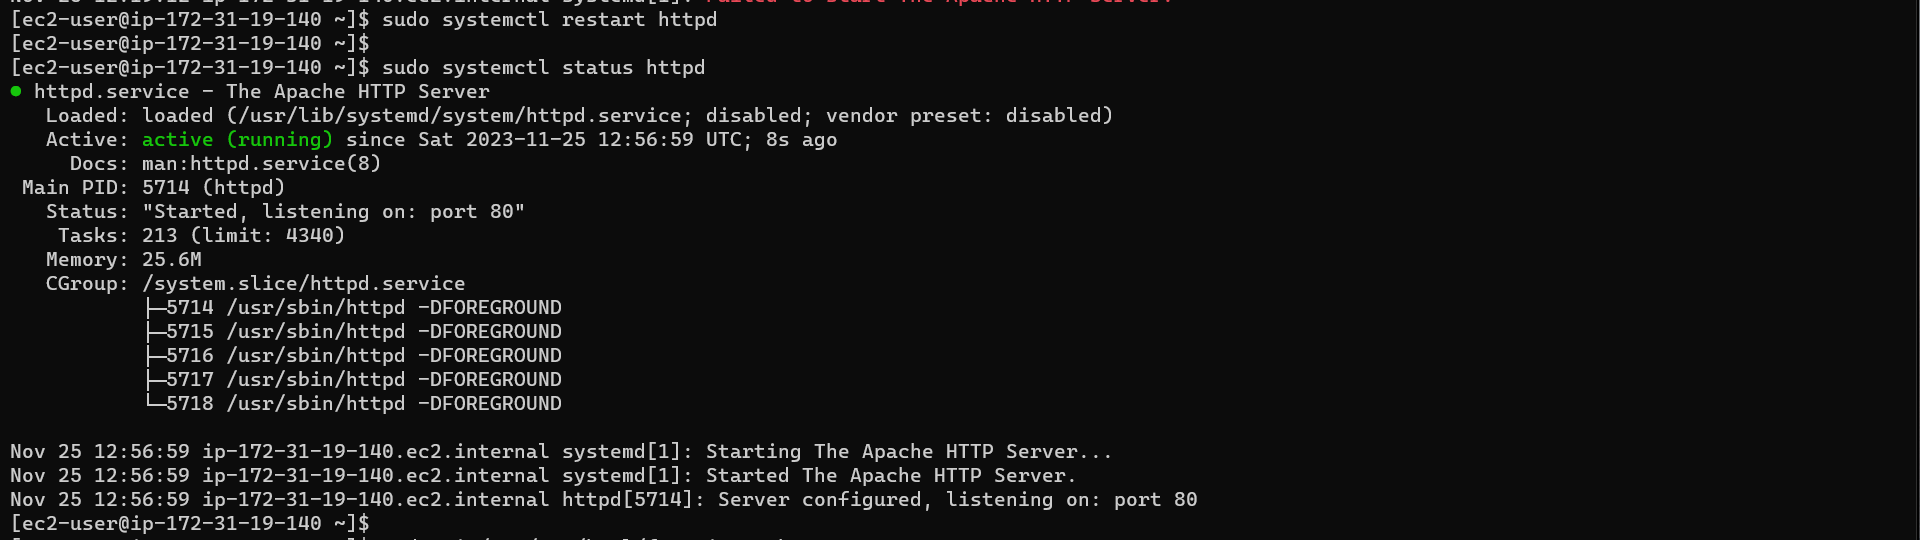 Failed to start The Apache HTTP Server.
[ec2-user@ip-172-31-19-140 ~]$ sudo systemctl restart httpd
[ec2-user@ip-172-31-19-140 ~]$
[ec2-user@ip-172-31-19-140 ~]$ sudo systemctl status httpd
● httpd.service - The Apache HTTP Server
   Loaded: loaded (/usr/lib/systemd/system/httpd.service; disabled; vendor preset: disabled)
   Active: active (running) since Sat 2023-11-25 12:56:59 UTC; 8s ago
     Docs: man:httpd.service(8)
 Main PID: 5714 (httpd)
   Status: "Started, listening on: port 80"
    Tasks: 213 (limit: 4340)
   Memory: 25.6M
   CGroup: /system.slice/httpd.service
           ├─5714 /usr/sbin/httpd -DFOREGROUND
           ├─5715 /usr/sbin/httpd -DFOREGROUND
           ├─5716 /usr/sbin/httpd -DFOREGROUND
           ├─5717 /usr/sbin/httpd -DFOREGROUND
           └─5718 /usr/sbin/httpd -DFOREGROUND
Nov 25 12:56:59 ip-172-31-19-140.ec2.internal systemd[1]: Starting The Apache HTTP Server...
Nov 25 12:56:59 ip-172-31-19-140.ec2.internal systemd[1]: Started The Apache HTTP Server.
Nov 25 12:56:59 ip-172-31-19-140.ec2.internal httpd[5714]: Server configured, listening on: port 80
[ec2-user@ip-172-31-19-140 ~]$